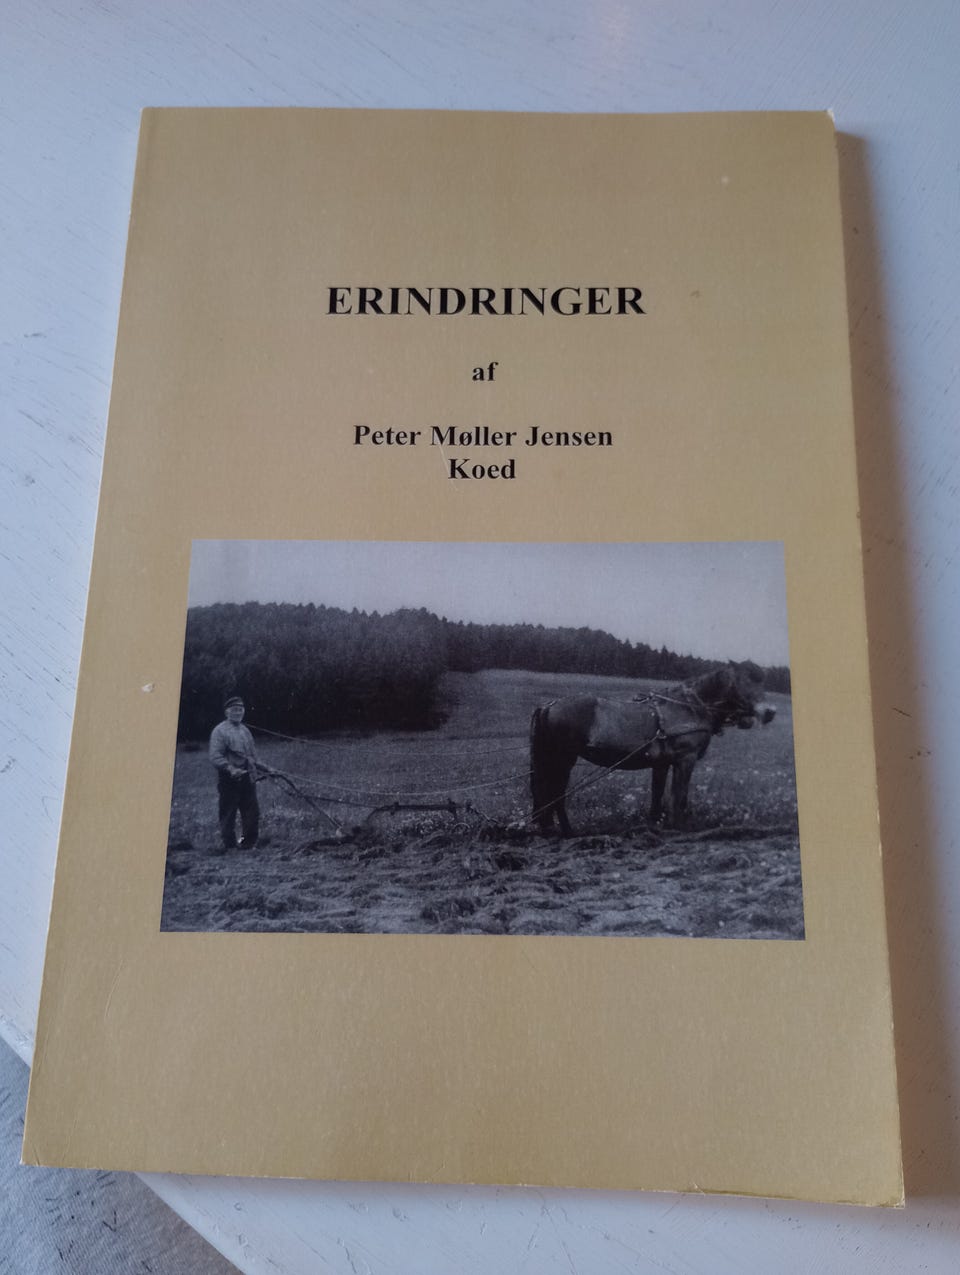 ERINDRINGER
af
Peter Møller Jensen
Koed